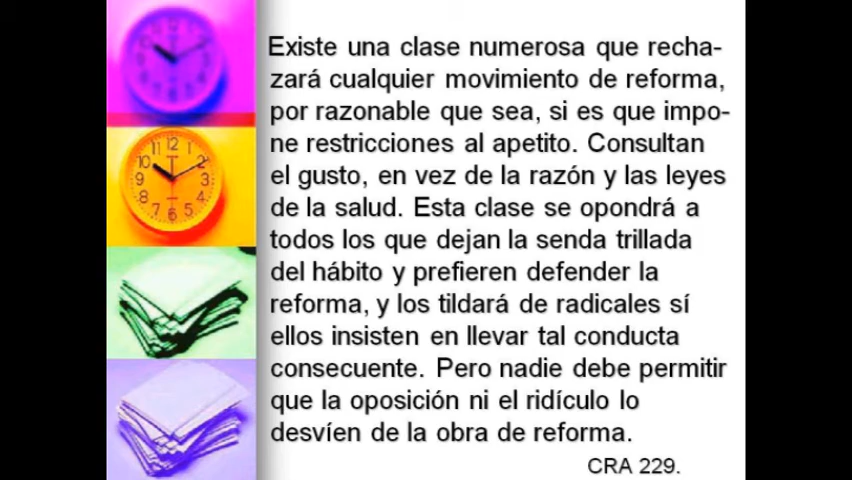 Existe una clase numerosa que recha-
zará cualquier movimiento de reforma,
por razonable que sea, si es que impo-
ne restricciones al apetito. Consultan
el gusto, en vez de la razón y las leyes
de la salud. Esta clase se opondrá a
todos los que dejan la senda trillada
del hábito y prefieren defender la
reforma, y los tildará de radicales sí
ellos insisten en llevar tal conducta
consecuente. Pero nadie debe permitir
que la oposición ni el ridículo lo
desvíen de la obra de reforma.
CRA 229.